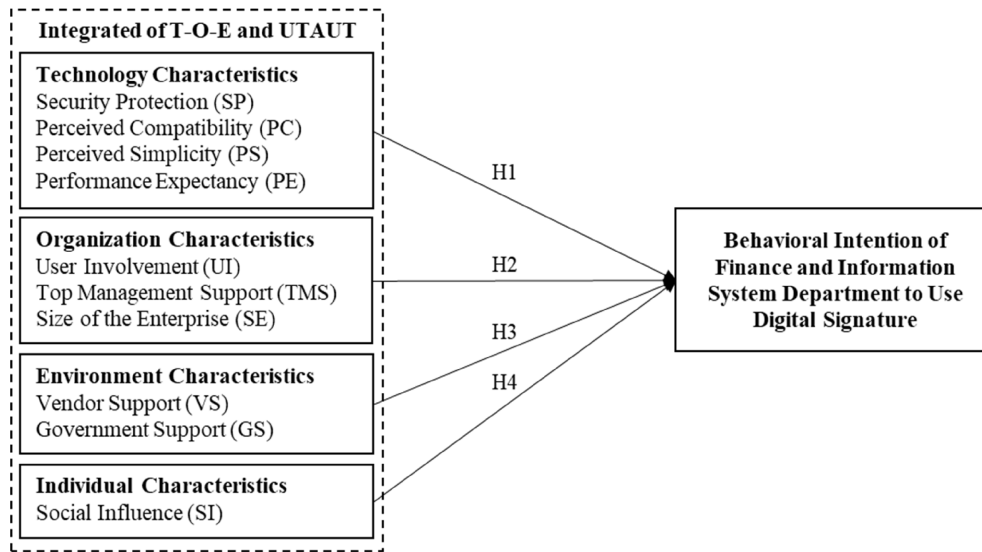 Integrated of T-O-E and UTAUT
Technology Characteristics
Security Protection (SP)
Perceived Compatibility (PC)
Perceived Simplicity (PS)
Performance Expectancy (PE)
Organization Characteristics
User Involvement (UI)
Top Management Support (TMS)
Size of the Enterprise (SE)
Environment Characteristics
Vendor Support (VS)
Government Support (GS)
Individual Characteristics
Social Influence (SI)
H1
H2
H3
H4
Behavioral Intention of
Finance and Information
System Department to Use
Digital Signature